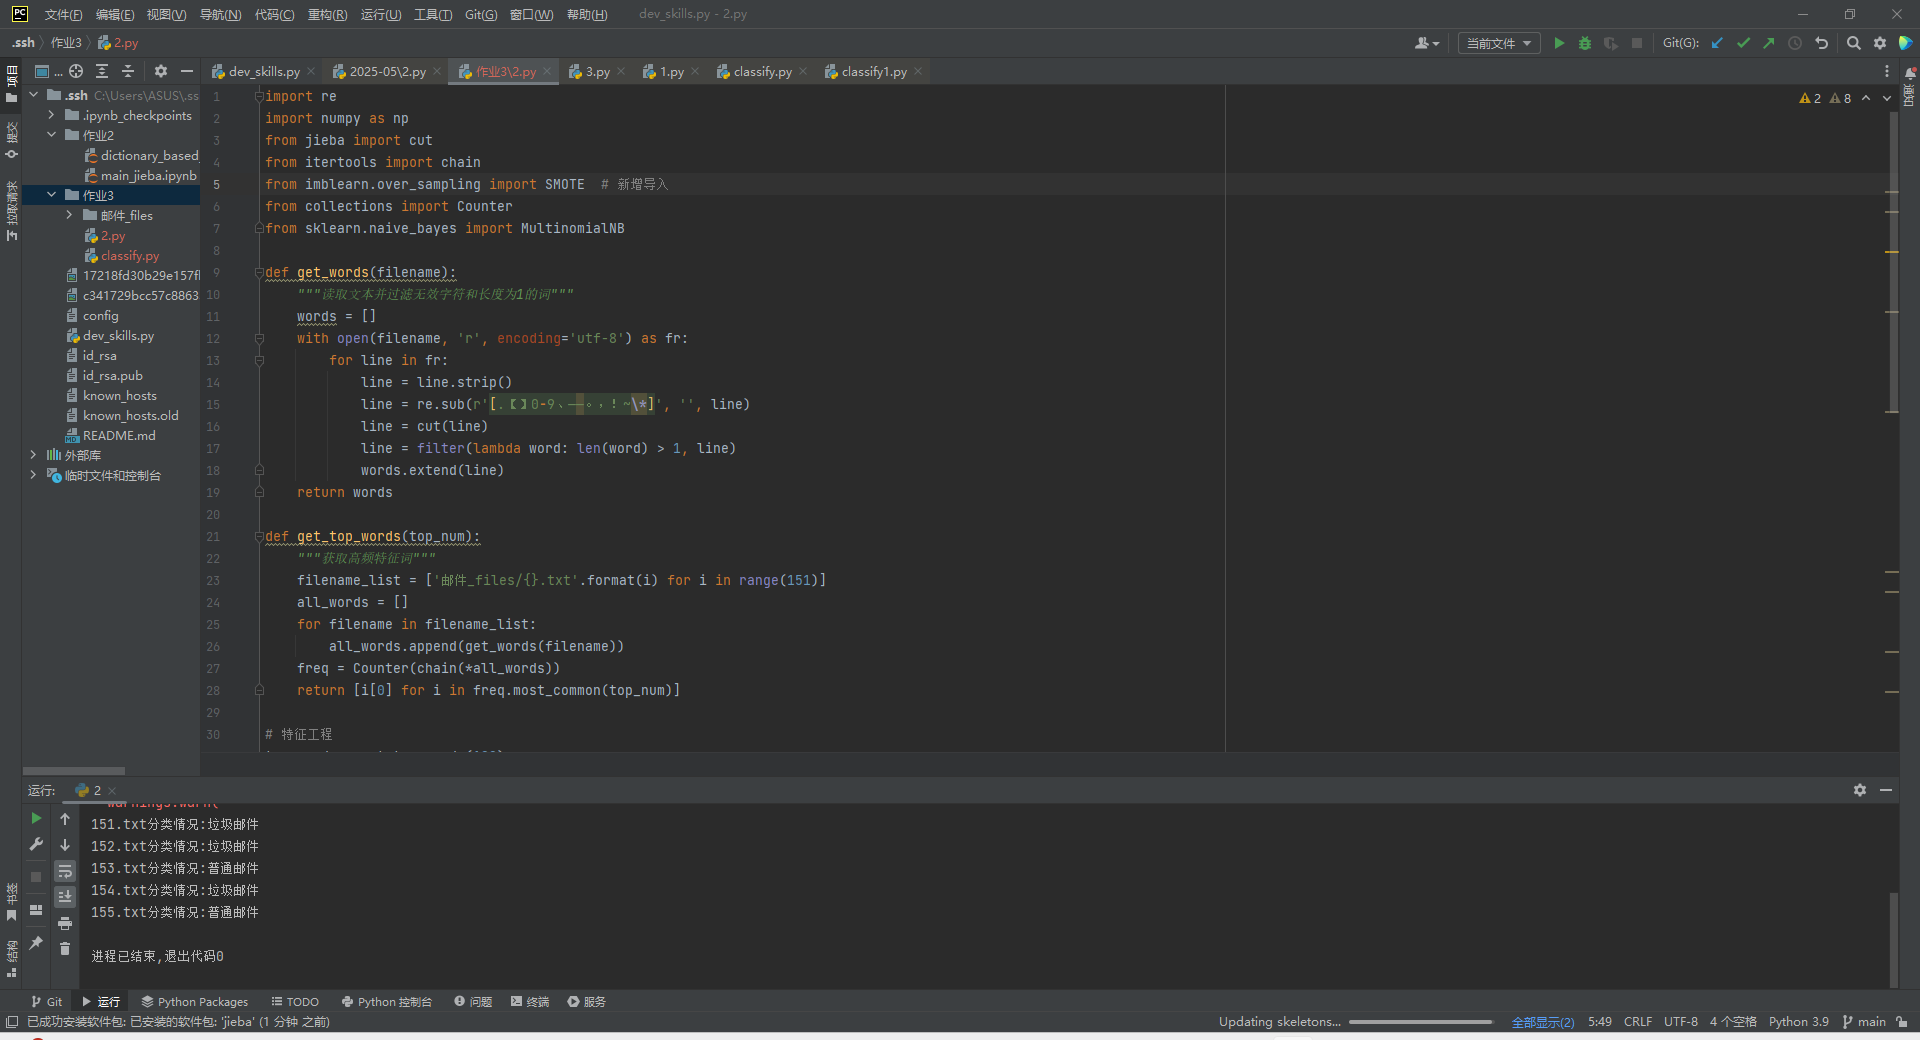 PC 文件(F) 编辑(E) 视图(V) 导航(N) 代码(C) 重构(R) 运行(U) 工具(T) Git(G) 窗口(W) 帮助(H) dev_skills.py - 2.py
.ssh 作业3 2.py 当前文件 Git(G):
项目 ... dev_skills.py 2025-05\2.py 作业3\2.py 3.py 1.py classify.py classify1.py
通知
提交
拉取请求
.ssh C:\Users\ASUS\.ss
.ipynb_checkpoints
作业2
dictionary_based_
main_jieba.ipynb
作业3
邮件_files
2.py
classify.py
17218fd30b29e157fl
c341729bcc57c8863
config
dev_skills.py
id_rsa
id_rsa.pub
known_hosts
known_hosts.old
README.md
外部库
临时文件和控制台
2 8
1 import re
2 import numpy as np
3 from jieba import cut
4 from itertools import chain
5 from imblearn.over_sampling import SMOTE  # 新增导入
6 from collections import Counter
7 from sklearn.naive_bayes import MultinomialNB
8
9 def get_words(filename):
10     """读取文本并过滤无效字符和长度为1的词"""
11     words = []
12     with open(filename, 'r', encoding='utf-8') as fr:
13         for line in fr:
14             line = line.strip()
15             line = re.sub(r'[.【】0-9、——。，！~\*]', '', line)
16             line = cut(line)
17             line = filter(lambda word: len(word) > 1, line)
18             words.extend(line)
19     return words
20
21 def get_top_words(top_num):
22     """获取高频特征词"""
23     filename_list = ['邮件_files/{}.txt'.format(i) for i in range(151)]
24     all_words = []
25     for filename in filename_list:
26         all_words.append(get_words(filename))
27     freq = Counter(chain(*all_words))
28     return [i[0] for i in freq.most_common(top_num)]
29
30 # 特征工程
运行: 2
warnings.warn(
151.txt分类情况:垃圾邮件
152.txt分类情况:垃圾邮件
153.txt分类情况:普通邮件
154.txt分类情况:垃圾邮件
155.txt分类情况:普通邮件
进程已结束,退出代码0
书签
结构
Git 运行 Python Packages TODO Python 控制台 问题 终端 服务
已成功安装软件包: 已安装的软件包: 'jieba' (1 分钟 之前) Updating skeletons... 全部显示(2) 5:49 CRLF UTF-8 4 个空格 Python 3.9 main